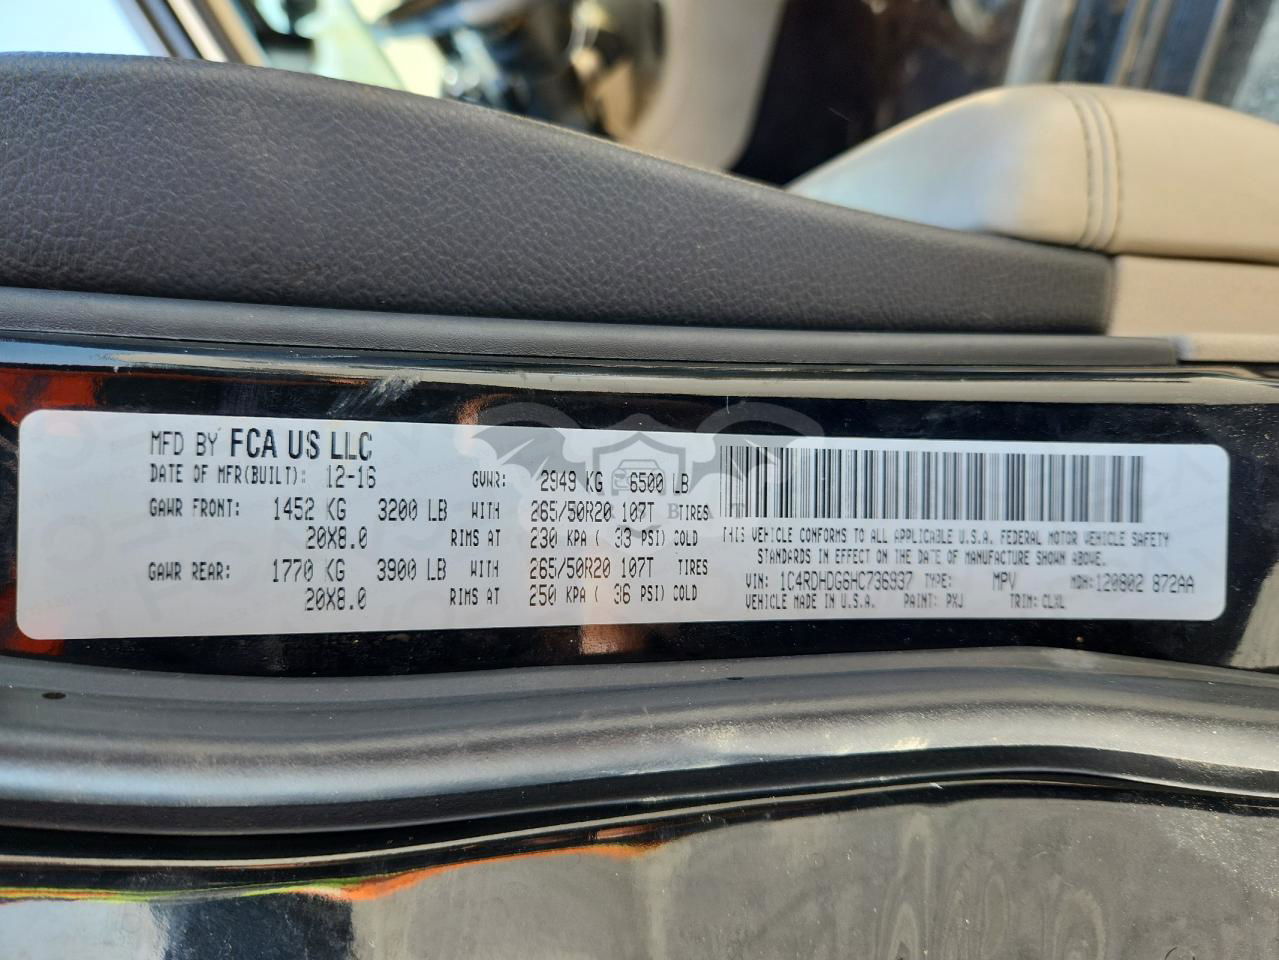 MFD BY FCA US LLC
DATE OF MFR(BUILT): 12-16 GVWR: 2949 KG 6500 LB
GAWR FRONT: 1452 KG 3200 LB WITH 265/50R20 107T TIRES
20X8.0 RIMS AT 230 KPA ( 33 PSI) COLD
GAWR REAR: 1770 KG 3900 LB WITH 265/50R20 107T TIRES
20X8.0 RIMS AT 250 KPA ( 36 PSI) COLD
THIS VEHICLE CONFORMS TO ALL APPLICABLE U.S.A. FEDERAL MOTOR VEHICLE SAFETY
STANDARDS IN EFFECT ON THE DATE OF MANUFACTURE SHOWN ABOVE.
VIN: 1C4RDHDG6HC736937 TYPE: MPV MDH: 120802 872AA
VEHICLE MADE IN U.S.A. PAINT: PXJ TRIM: CLXL